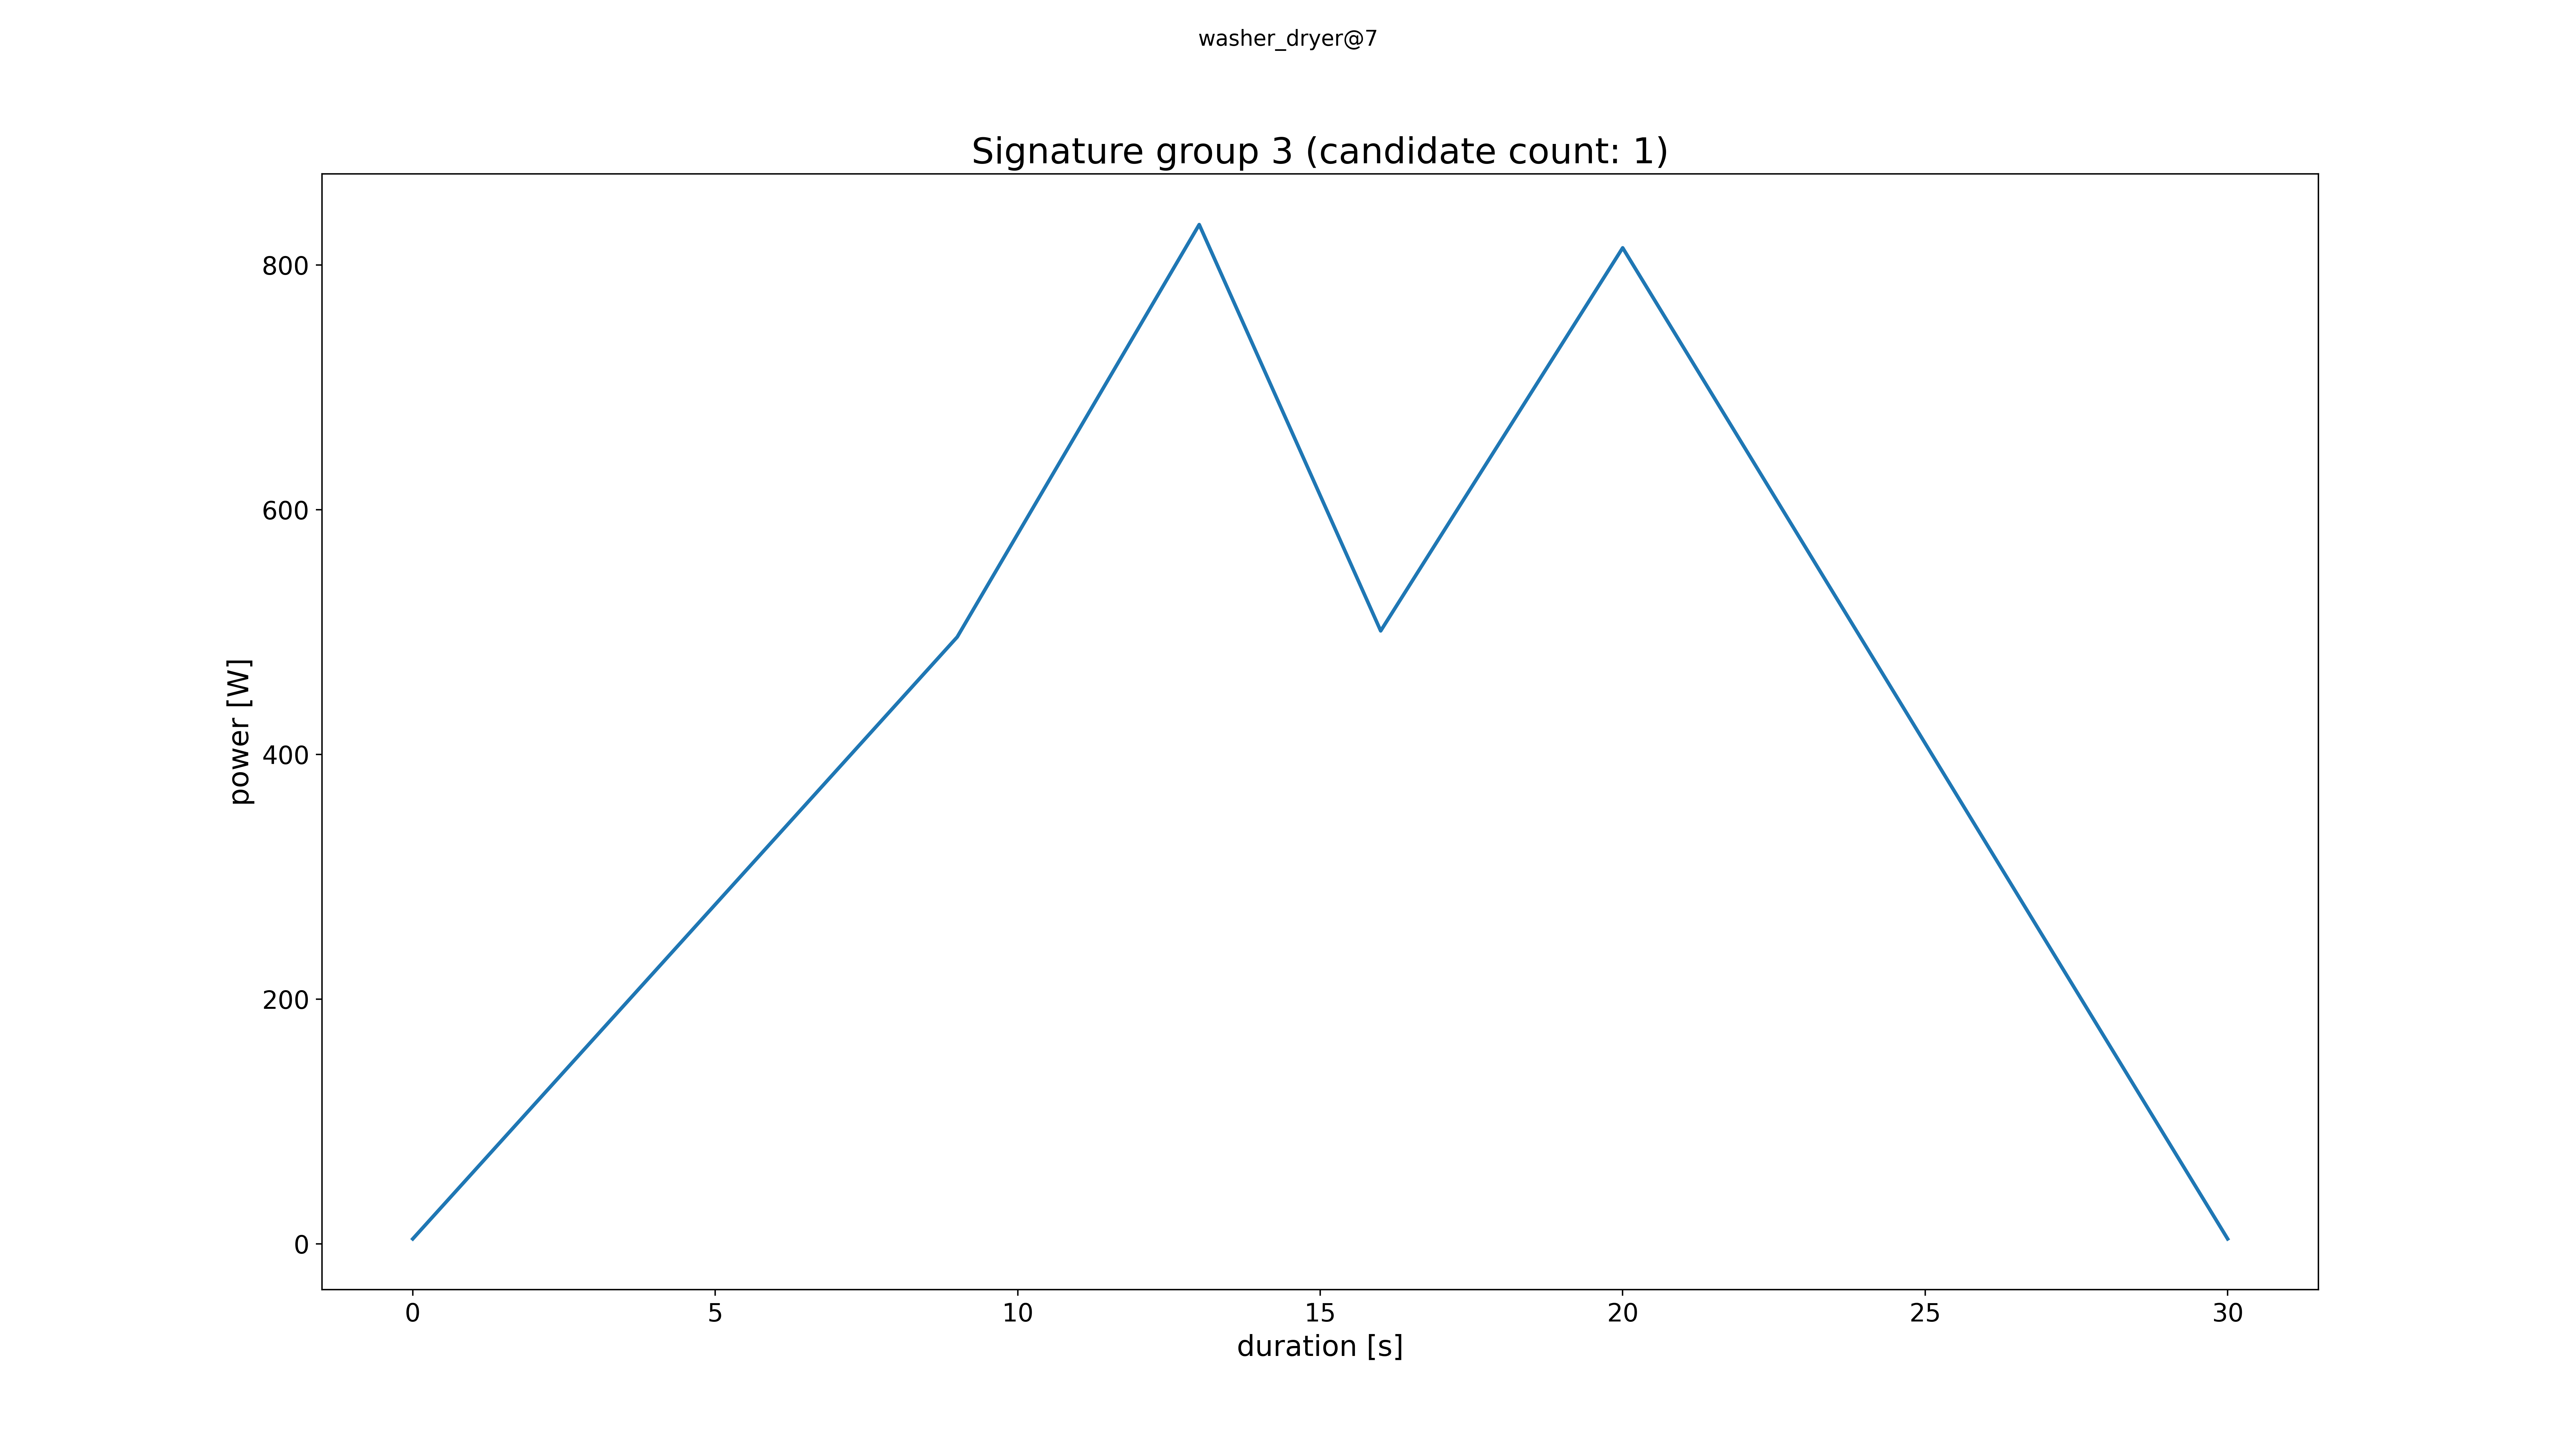 washer_dryer@7
Signature group 3 (candidate count: 1)
800
600
400
200
0
power [W]
0 5 10 15 20 25 30
duration [s]